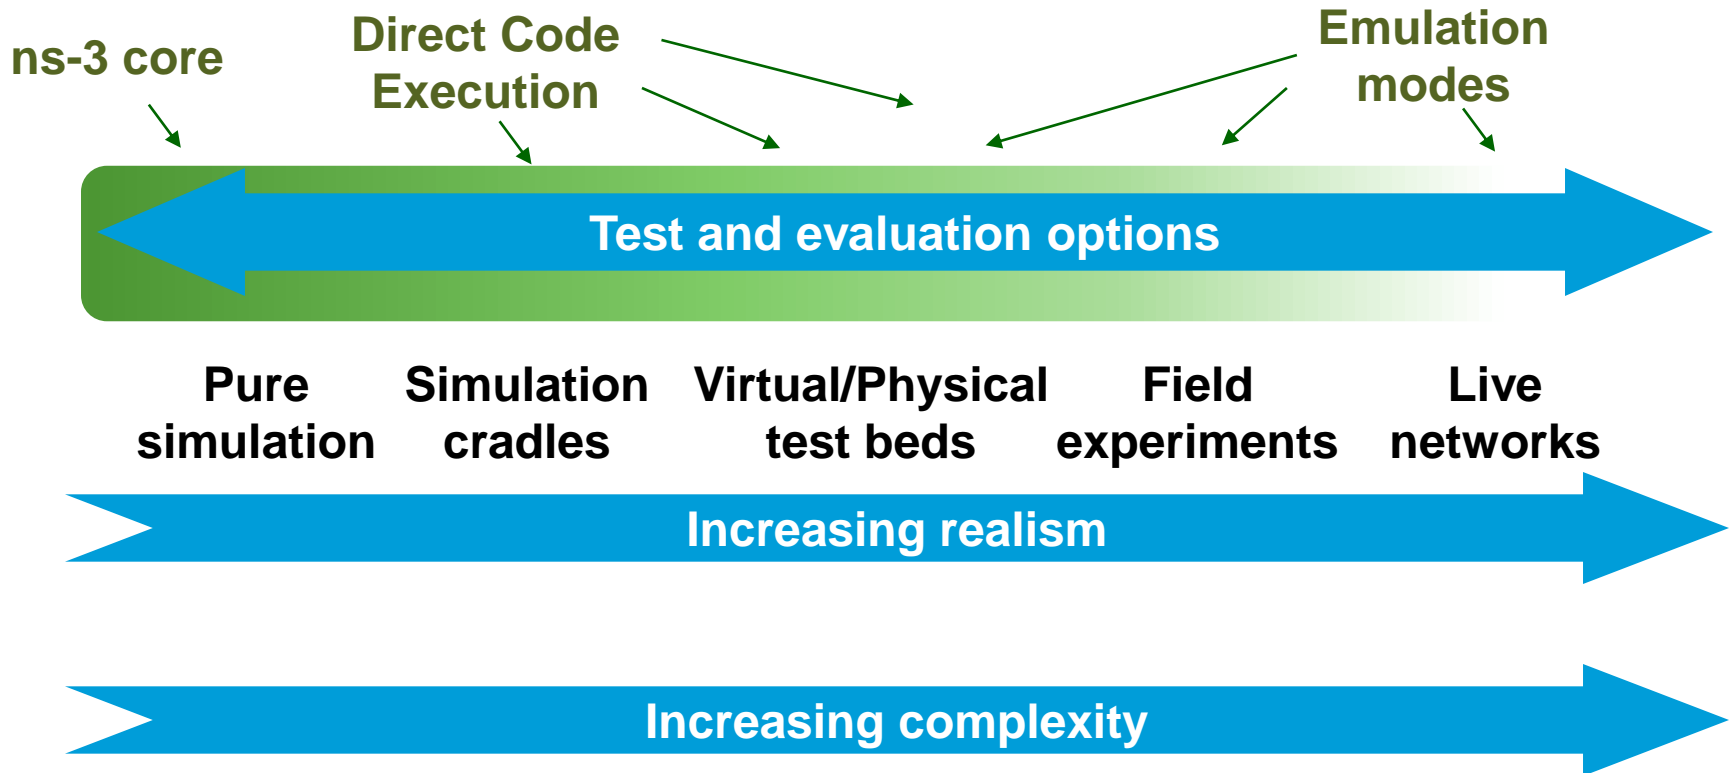 ns-3 core
Direct Code
Execution
Emulation
modes
Test and evaluation options
Pure
simulation
Simulation
cradles
Virtual/Physical
test beds
Field
experiments
Live
networks
Increasing realism
Increasing complexity